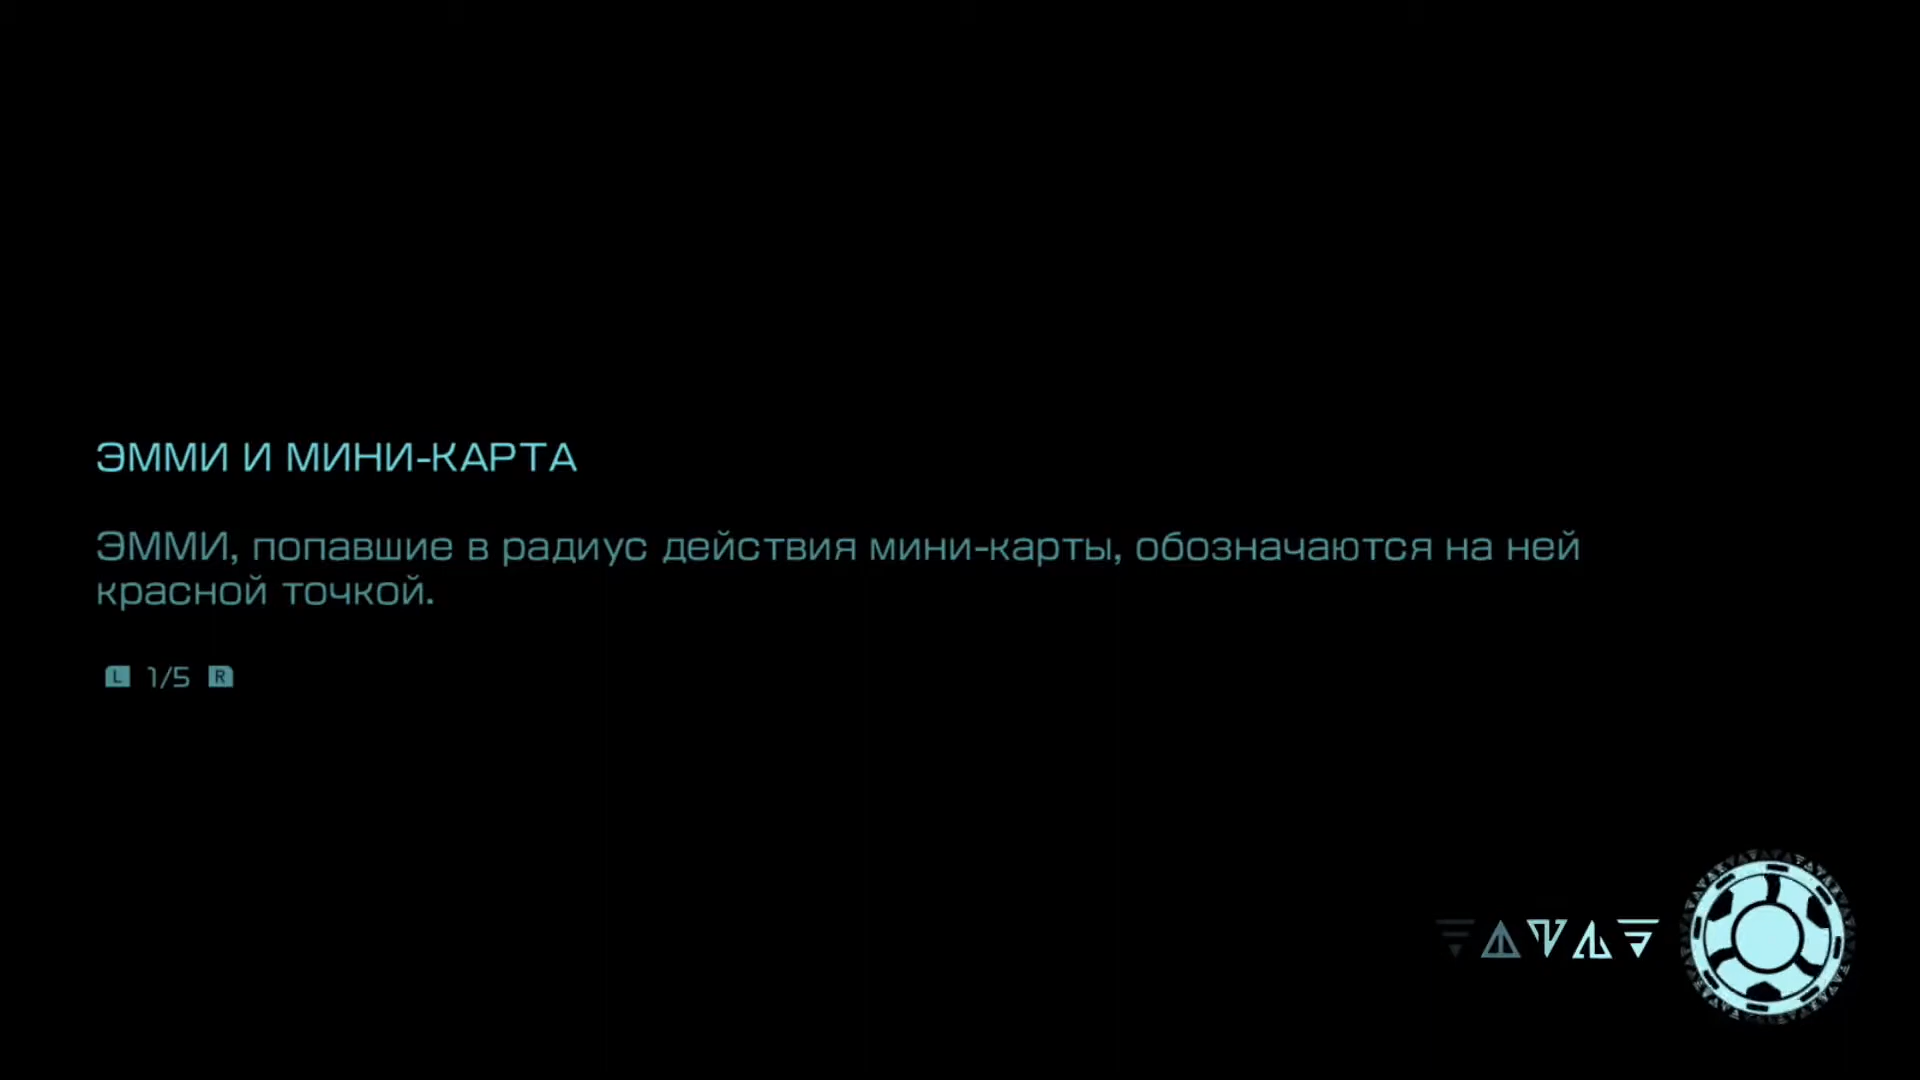 ЭММИ И МИНИ-КАРТА
ЭММИ, попавшие в радиус действия мини-карты, обозначаются на ней
красной точкой.
L 1/5 R